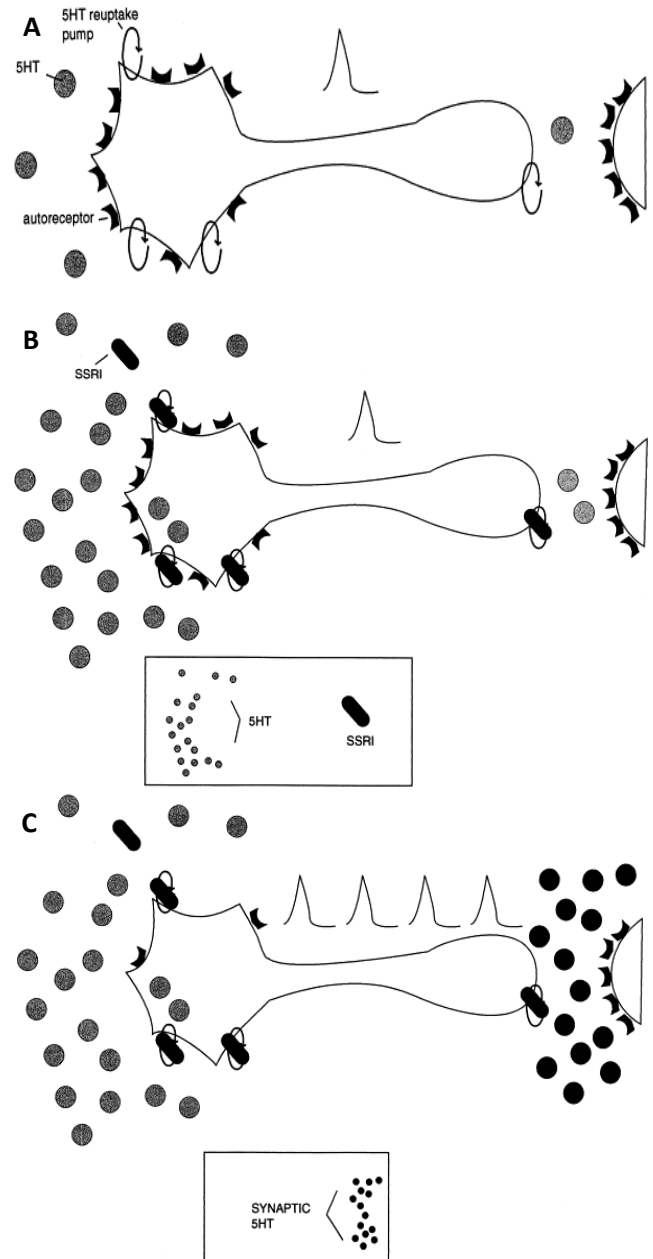 A
5HT reuptake
pump
5HT
autoreceptor
B
SSRI
5HT
SSRI
C
SYNAPTIC
5HT